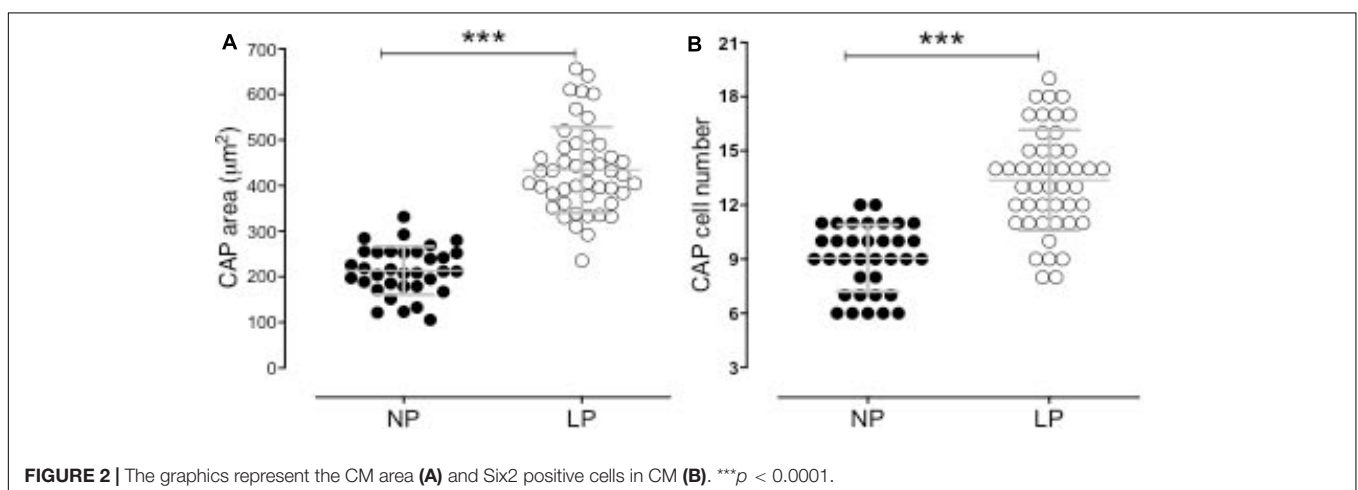 A
***
700
600
500
400
300
200
100
0
CAP area (μm²)
NP LP
B
***
21
18
15
12
9
6
3
CAP cell number
NP LP
FIGURE 2 | The graphics represent the CM area (A) and Six2 positive cells in CM (B). ***p < 0.0001.